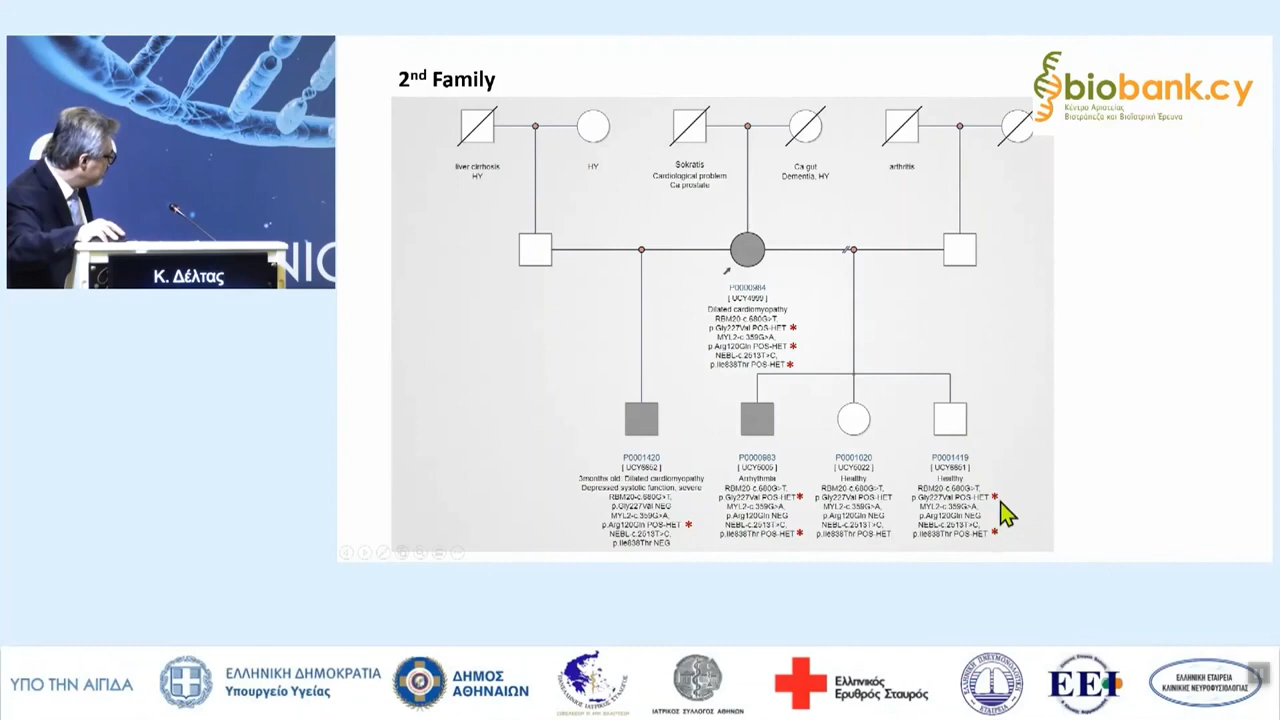 2nd Family
biobank.cy
Κέντρο Αριστείας
Βιοτράπεζα και Βιοϊατρική Έρευνα
liver cirrhosis
HY
HY
Sokratis
Cardiological problem
Ca prostate
Ca gut
Dementia, HY
arthritis
P0000984
[ UCY4999 ]
Dilated cardiomyopathy
RBM20-c.680G>T,
p.Gly227Val POS-HET *
MYL2-c.359G>A,
p.Arg120Gln POS-HET *
NEBL-c.2513T>C,
p.Ile838Thr POS-HET *
P0001420
[ UCY6852 ]
3months old. Dilated cardiomyopathy
Depressed systolic function, severe
RBM20-c.680G>T,
p.Gly227Val NEG
MYL2-c.359G>A,
p.Arg120Gln POS-HET *
NEBL-c.2513T>C,
p.Ile838Thr NEG
P0000983
[ UCY5005 ]
Arrhythmia
RBM20-c.680G>T,
p.Gly227Val POS-HET *
MYL2-c.359G>A,
p.Arg120Gln NEG
NEBL-c.2513T>C,
p.Ile838Thr POS-HET *
P0001020
[ UCY5022 ]
Healthy
RBM20-c.680G>T,
p.Gly227Val POS-HET
MYL2-c.359G>A,
p.Arg120Gln NEG
NEBL-c.2513T>C,
p.Ile838Thr POS-HET
P0001419
[ UCY6851 ]
Healthy
RBM20-c.680G>T,
p.Gly227Val POS-HET *
MYL2-c.359G>A,
p.Arg120Gln NEG
NEBL-c.2513T>C,
p.Ile838Thr POS-HET *
Κ. Δέλτας
ΥΠΟ ΤΗΝ ΑΙΓΙΔΑ
ΕΛΛΗΝΙΚΗ ΔΗΜΟΚΡΑΤΙΑ
Υπουργείο Υγείας
ΔΗΜΟΣ
ΑΘΗΝΑΙΩΝ
ΙΑΤΡΙΚΟΣ ΣΥΛΛΟΓΟΣ ΑΘΗΝΩΝ
Ελληνικός
Ερυθρός Σταυρός
ΕΕΙ
ΕΛΛΗΝΙΚΗ ΕΤΑΙΡΕΙΑ
ΚΛΙΝΙΚΗΣ ΝΕΥΡΟΦΥΣΙΟΛΟΓΙΑΣ